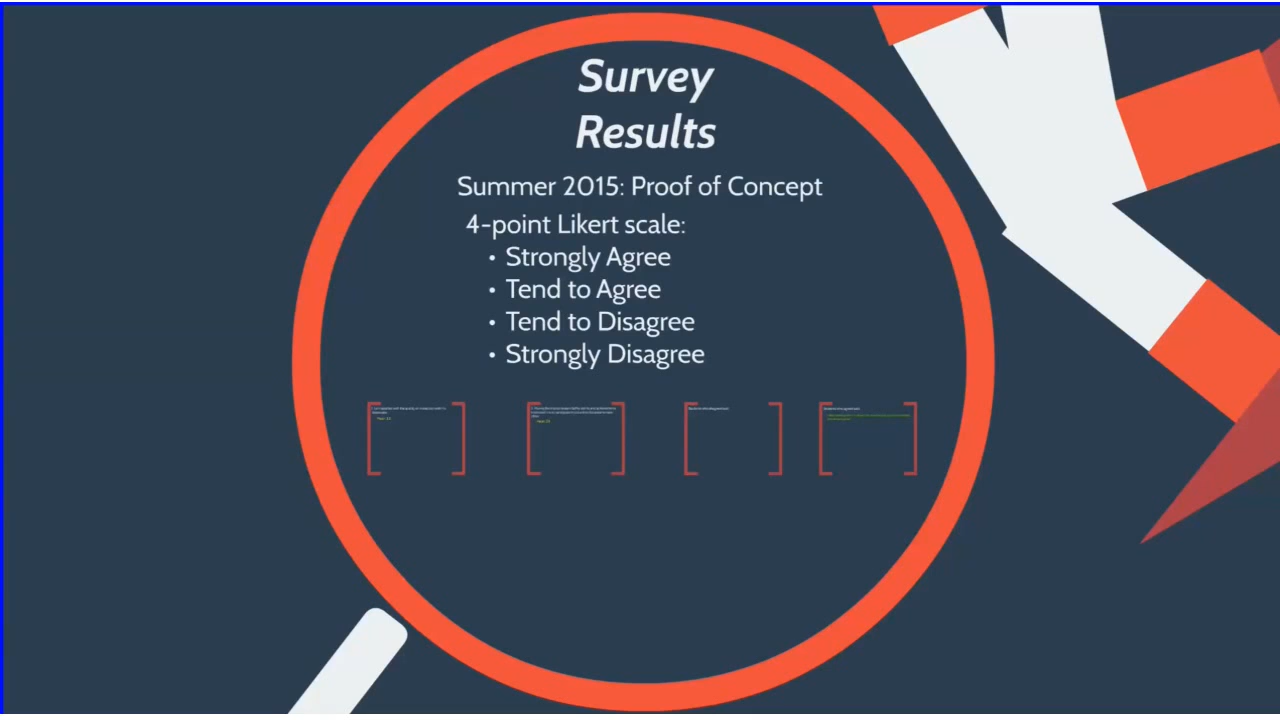 Survey
Results
Summer 2015: Proof of Concept
4-point Likert scale:
• Strongly Agree
• Tend to Agree
• Tend to Disagree
• Strongly Disagree